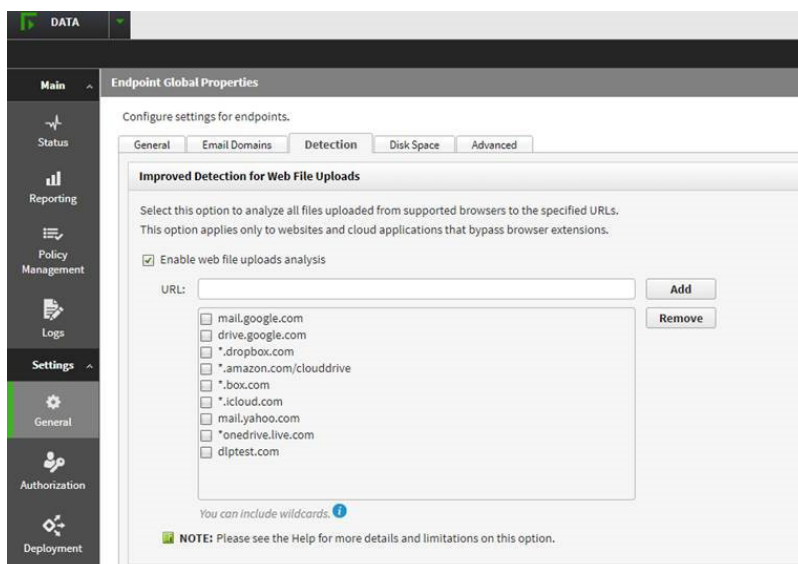 DATA
Main
Status
Reporting
Policy
Management
Logs
Settings
General
Authorization
Deployment
Endpoint Global Properties
Configure settings for endpoints.
General Email Domains Detection Disk Space Advanced
Improved Detection for Web File Uploads
Select this option to analyze all files uploaded from supported browsers to the specified URLs.
This option applies only to websites and cloud applications that bypass browser extensions.
Enable web file uploads analysis
URL: Add
Remove
mail.google.com
drive.google.com
*.dropbox.com
*.amazon.com/clouddrive
*.box.com
*.icloud.com
mail.yahoo.com
*onedrive.live.com
dlptest.com
You can include wildcards.
NOTE: Please see the Help for more details and limitations on this option.